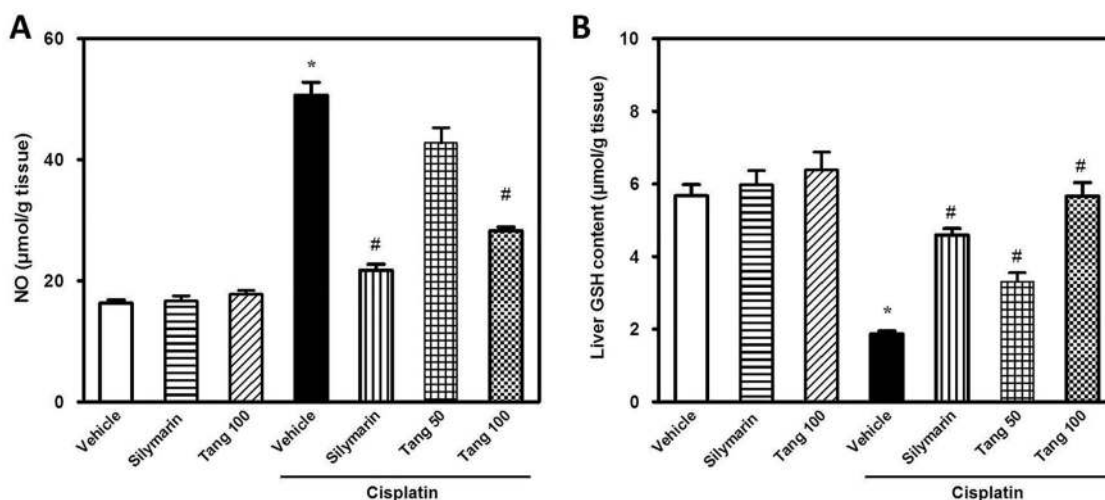 A
NO (µmol/g tissue)
60
40
20
0
*
#
#
Vehicle
Silymarin
Tang 100
Vehicle
Silymarin
Tang 50
Tang 100
Cisplatin
B
Liver GSH content (µmol/g tissue)
10
8
6
4
2
0
*
#
#
#
Vehicle
Silymarin
Tang 100
Vehicle
Silymarin
Tang 50
Tang 100
Cisplatin